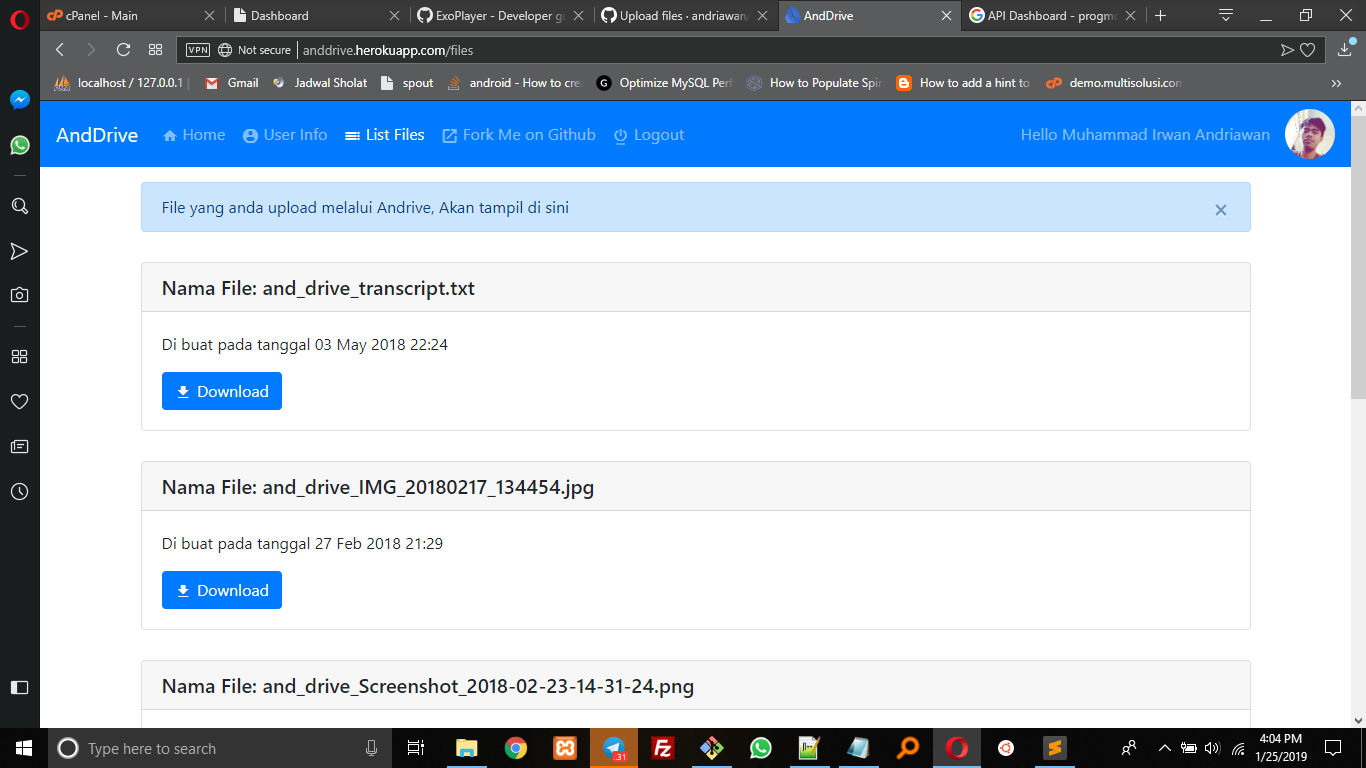 cPanel - Main
Dashboard
ExoPlayer - Developer gu
Upload files · andriawan/
AndDrive
API Dashboard - progmo
VPN Not secure anddrive.herokuapp.com/files
localhost / 127.0.0.1 |
Gmail
Jadwal Sholat
spout
android - How to cre
Optimize MySQL Perf
How to Populate Spin
How to add a hint to
demo.multisolusi.com
AndDrive Home User Info List Files Fork Me on Github Logout Hello Muhammad Irwan Andriawan
File yang anda upload melalui Andrive, Akan tampil di sini ×
Nama File: and_drive_transcript.txt
Di buat pada tanggal 03 May 2018 22:24
Download
Nama File: and_drive_IMG_20180217_134454.jpg
Di buat pada tanggal 27 Feb 2018 21:29
Download
Nama File: and_drive_Screenshot_2018-02-23-14-31-24.png
Type here to search
31
4:04 PM
1/25/2019